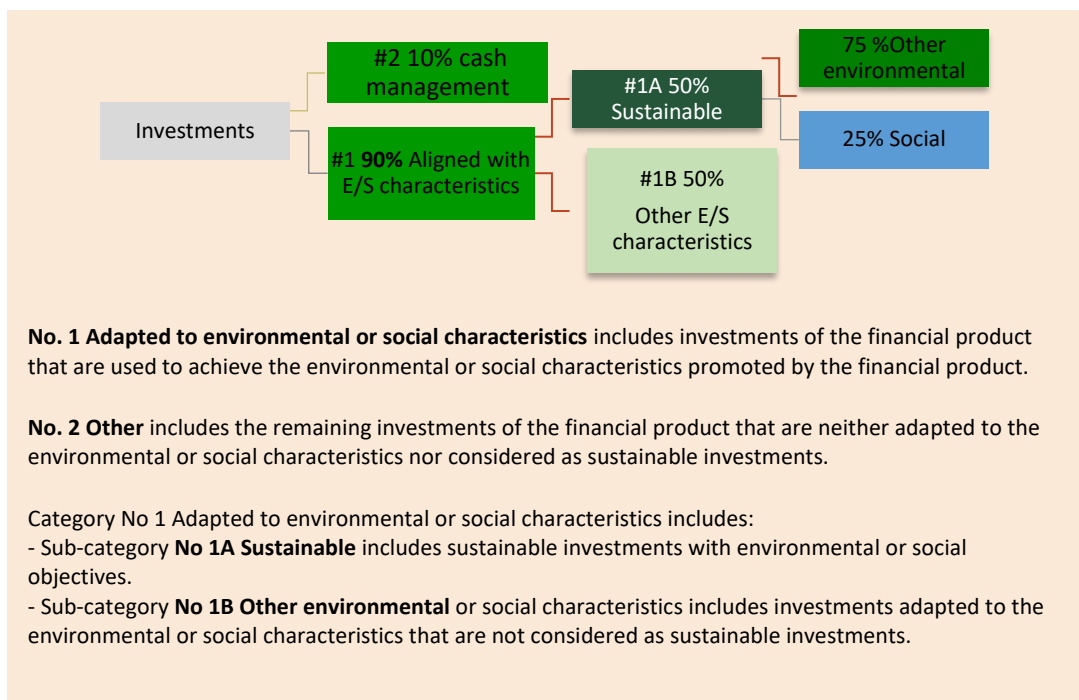 Investments
#2 10% cash
management
#1 90% Aligned with
E/S characteristics
#1A 50%
Sustainable
#1B 50%
Other E/S
characteristics
75 %Other
environmental
25% Social
No. 1 Adapted to environmental or social characteristics includes investments of the financial product
that are used to achieve the environmental or social characteristics promoted by the financial product.
No. 2 Other includes the remaining investments of the financial product that are neither adapted to the
environmental or social characteristics nor considered as sustainable investments.
Category No 1 Adapted to environmental or social characteristics includes:
- Sub-category No 1A Sustainable includes sustainable investments with environmental or social
objectives.
- Sub-category No 1B Other environmental or social characteristics includes investments adapted to the
environmental or social characteristics that are not considered as sustainable investments.